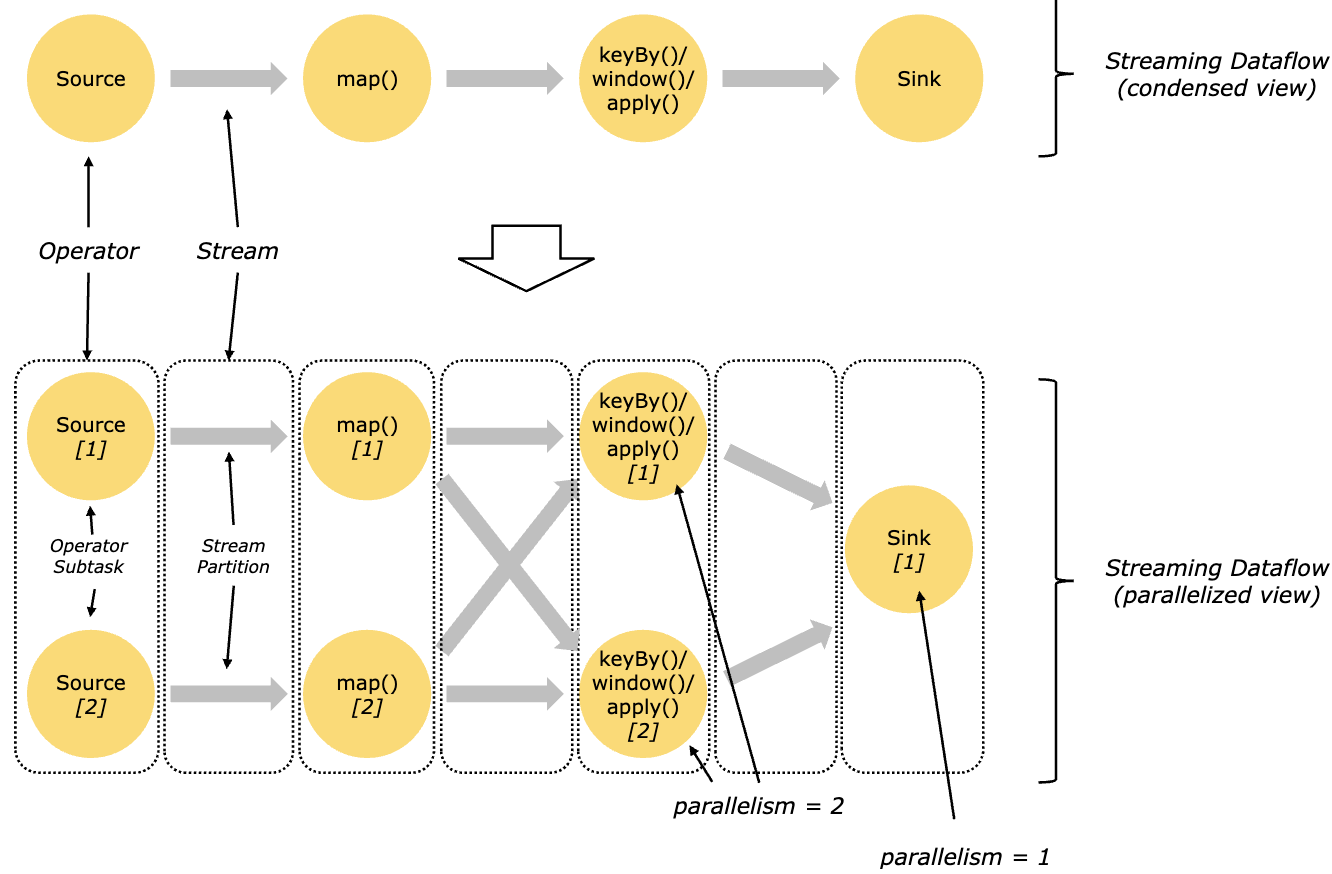 Source
map()
keyBy()/
window()/
apply()
Sink
Streaming Dataflow
(condensed view)
Operator
Stream
Source
[1]
map()
[1]
keyBy()/
window()/
apply()
[1]
Operator
Subtask
Stream
Partition
Sink
[1]
Streaming Dataflow
(parallelized view)
Source
[2]
map()
[2]
keyBy()/
window()/
apply()
[2]
parallelism = 2
parallelism = 1